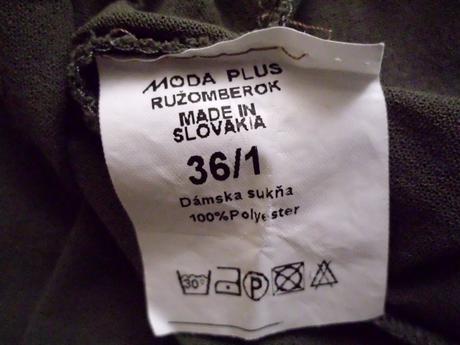 MODA PLUS
RUŽOMBEROK
MADE IN
SLOVAKIA
36/1
Dámska sukňa
100%Polyester
30° P